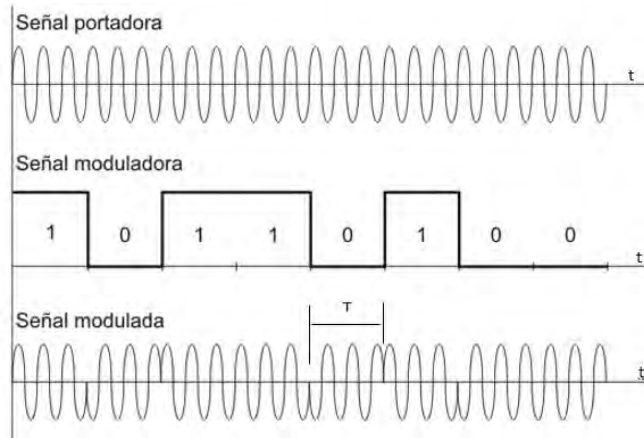 Señal portadora
t
Señal moduladora
1 0 1 1 0 1 0 0
t
Señal modulada
T
t